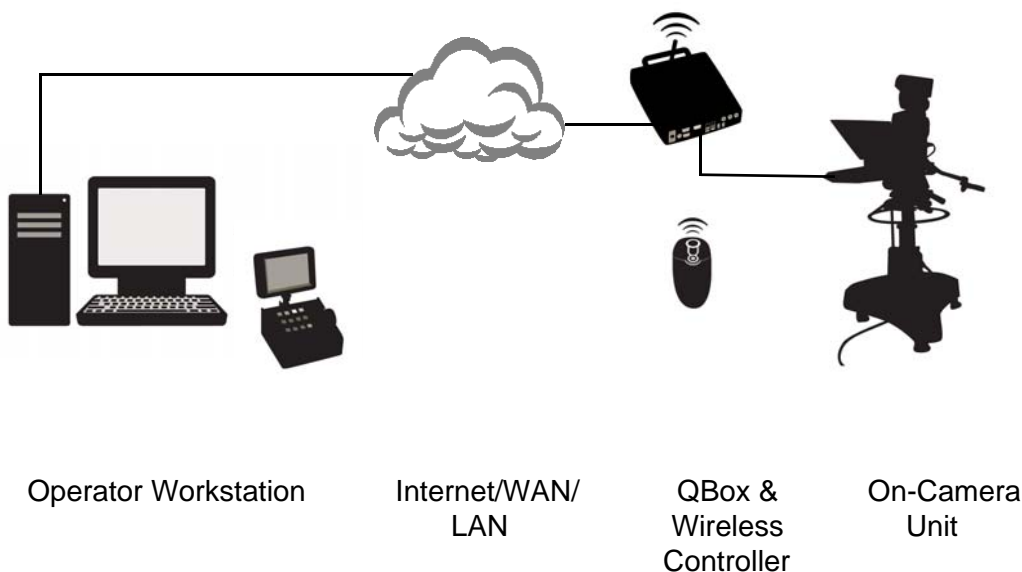 Operator Workstation
Internet/WAN/
LAN
QBox &
Wireless
Controller
On-Camera
Unit